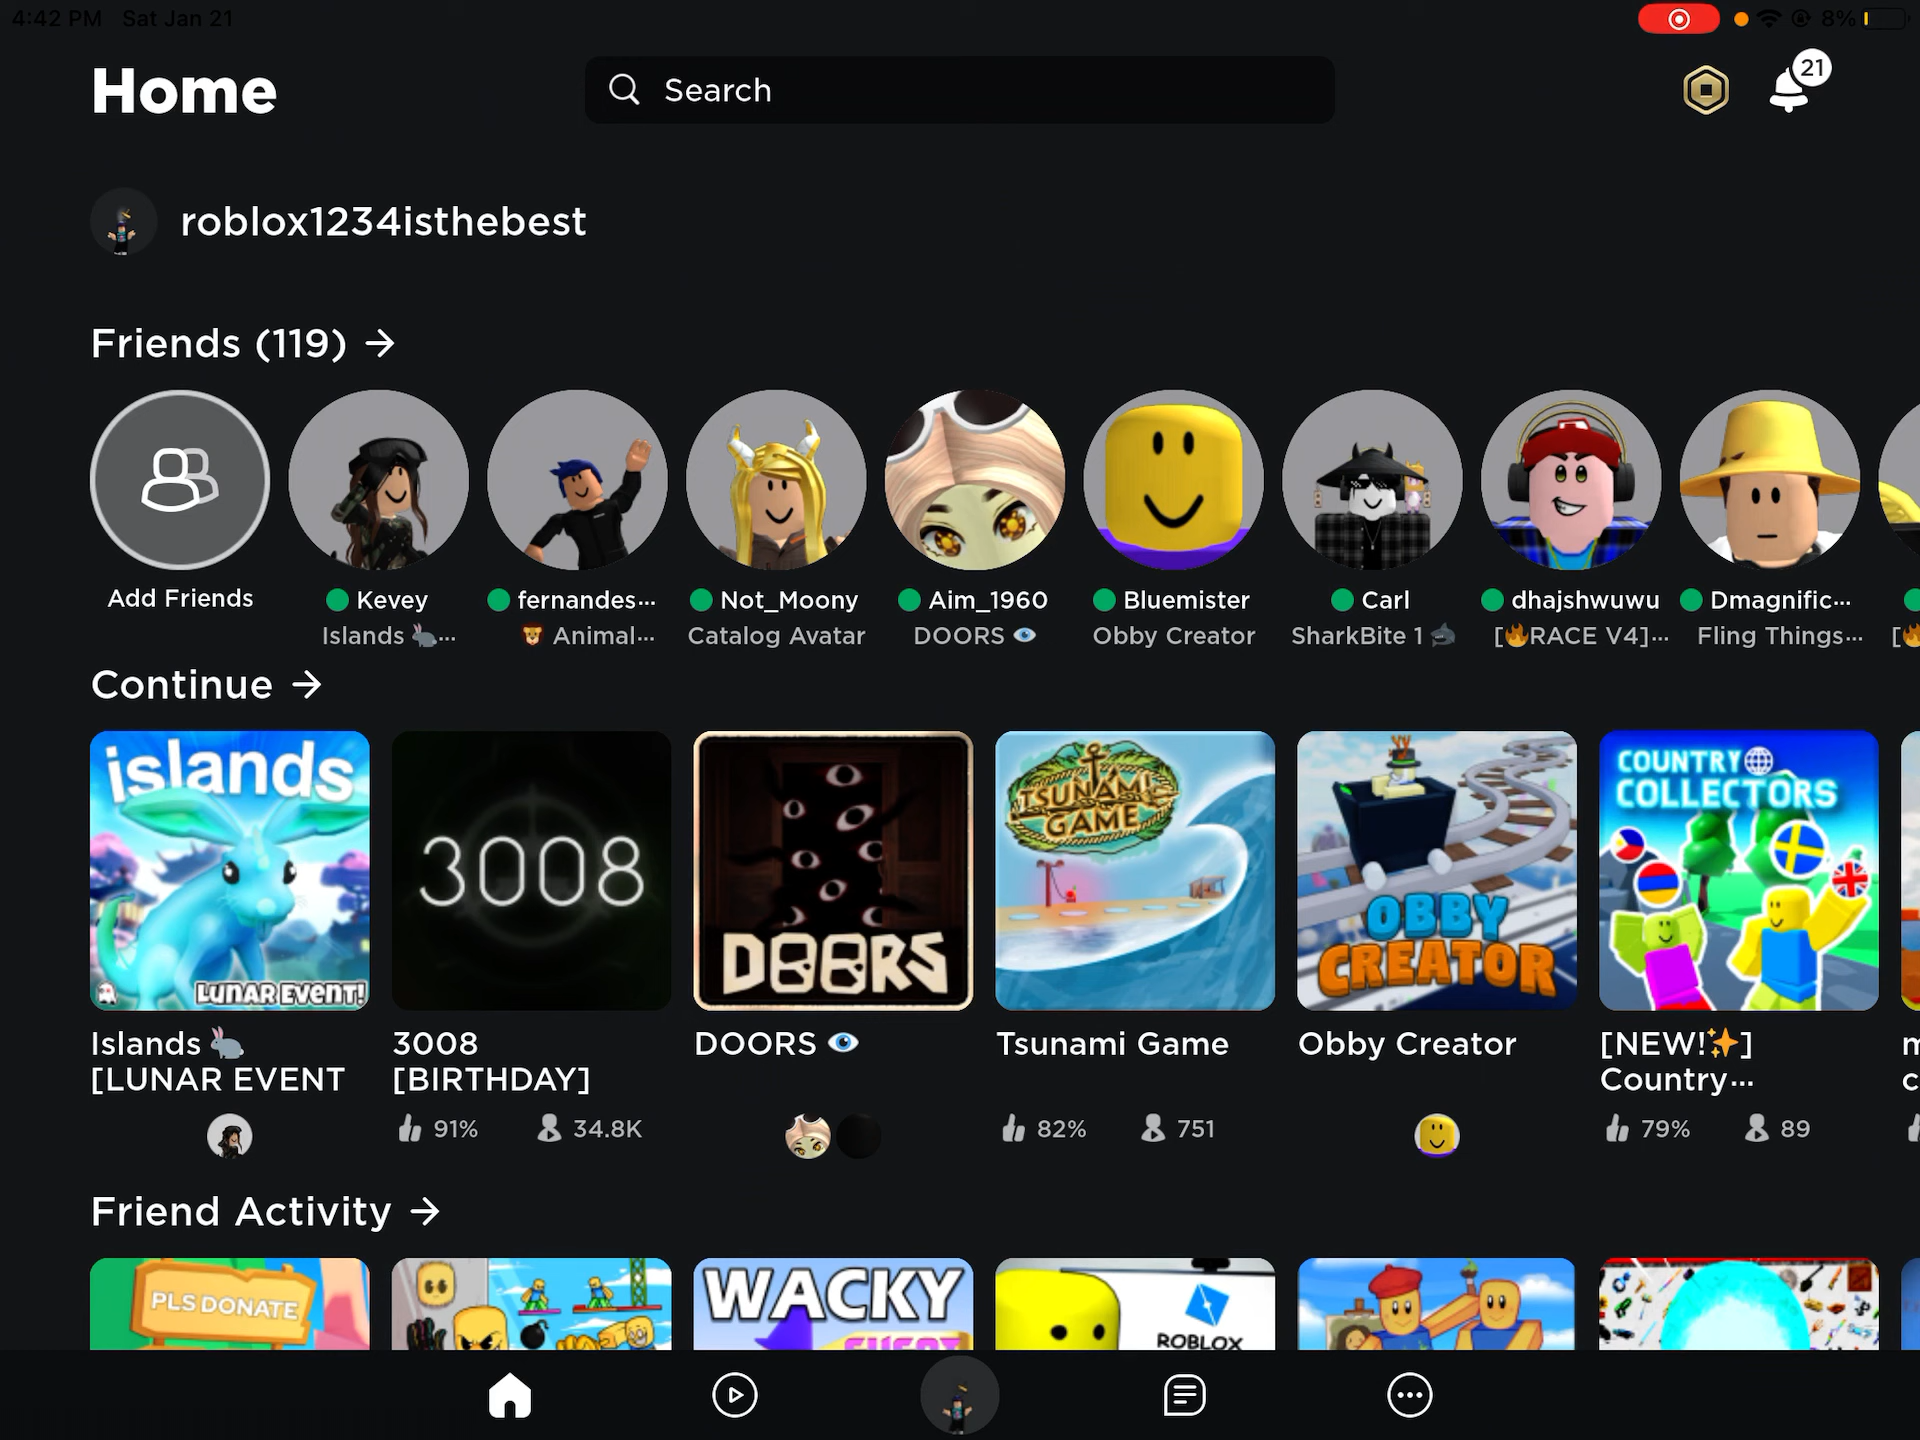 4:42 PM Sat Jan 21
8%
Home
Search
21
roblox1234isthebest
Friends (119) →
Add Friends
Kevey
Islands 🐇...
fernandes...
🦁 Animal...
Not_Moony
Catalog Avatar
Aim_1960
DOORS 👁️
Bluemister
Obby Creator
Carl
SharkBite 1 🦈
dhajshwuwu
[🔥RACE V4]...
Dmagnific...
Fling Things...
[🔥
Continue →
islands
LUNAR EVENT!
3008
DOORS
TSUNAMI
GAME
OBBY
CREATOR
COUNTRY
COLLECTORS
Islands 🐇
[LUNAR EVENT
3008
[BIRTHDAY]
91% 34.8K
DOORS 👁️
Tsunami Game
82% 751
Obby Creator
[NEW!✨]
Country...
79% 89
Friend Activity →
PLS DONATE
WACKY
ROBLOX